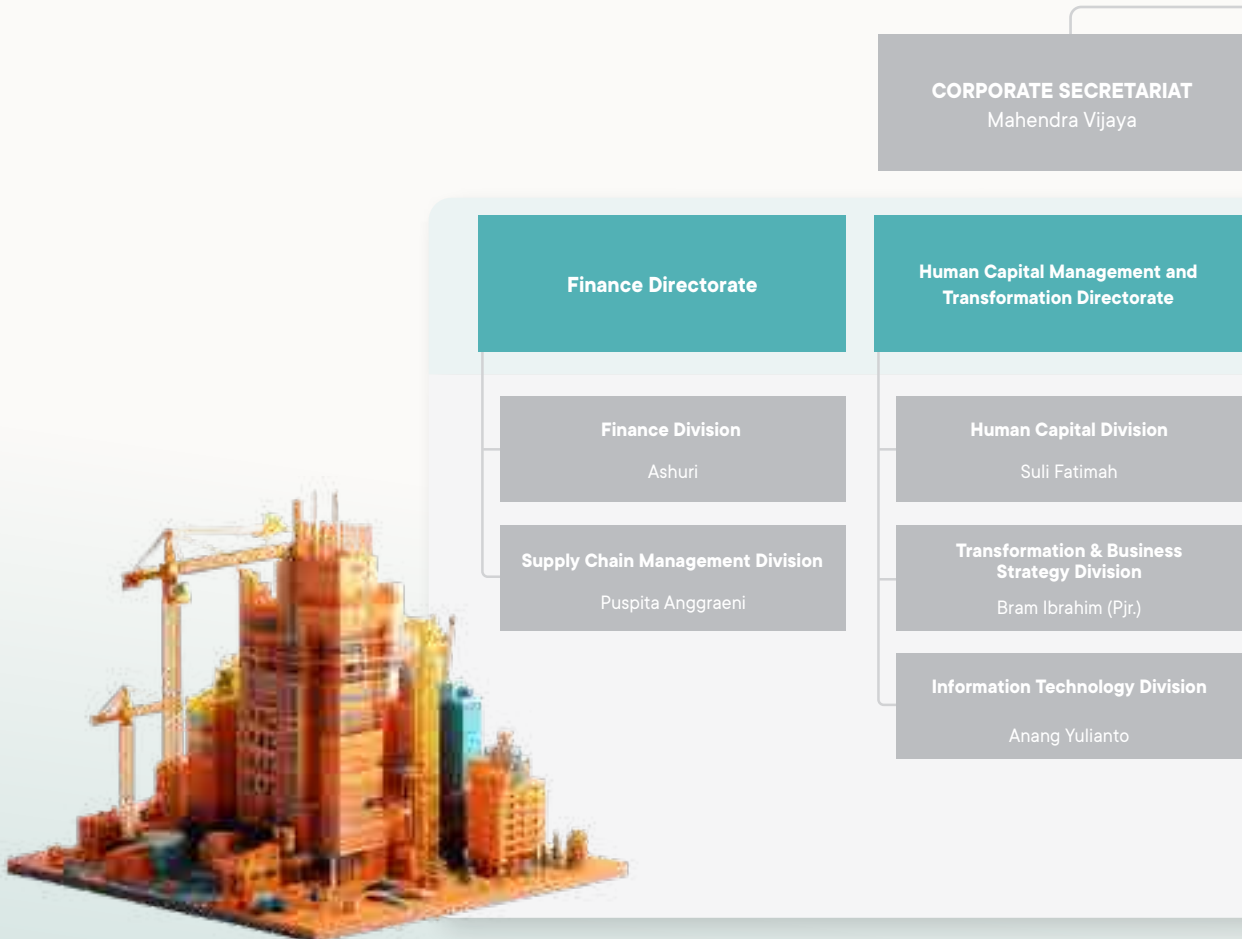 CORPORATE SECRETARIAT
Mahendra Vijaya
Finance Directorate
Finance Division
Ashuri
Supply Chain Management Division
Puspita Anggraeni
Human Capital Management and
Transformation Directorate
Human Capital Division
Suli Fatimah
Transformation & Business
Strategy Division
Bram Ibrahim (Pjr.)
Information Technology Division
Anang Yulianto